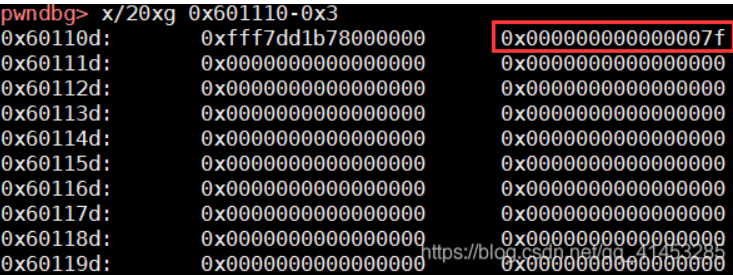 pwndbg> x/20xg 0x601110-0x3
0x60110d: 0xfff7dd1b78000000 0x000000000000007f
0x60111d: 0x0000000000000000 0x0000000000000000
0x60112d: 0x0000000000000000 0x0000000000000000
0x60113d: 0x0000000000000000 0x0000000000000000
0x60114d: 0x0000000000000000 0x0000000000000000
0x60115d: 0x0000000000000000 0x0000000000000000
0x60116d: 0x0000000000000000 0x0000000000000000
0x60117d: 0x0000000000000000 0x0000000000000000
0x60118d: 0x0000000000000000 0x0000000000000000
https://blog.csdn.net/qq_41453285
0x60119d: 0x0000000000000000 0x0000000000000000